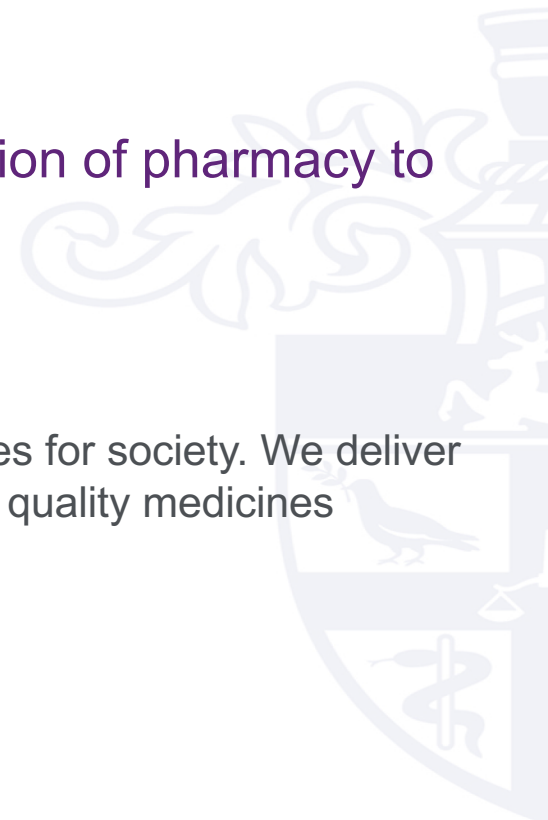 ion of pharmacy to
es for society. We deliver
quality medicines